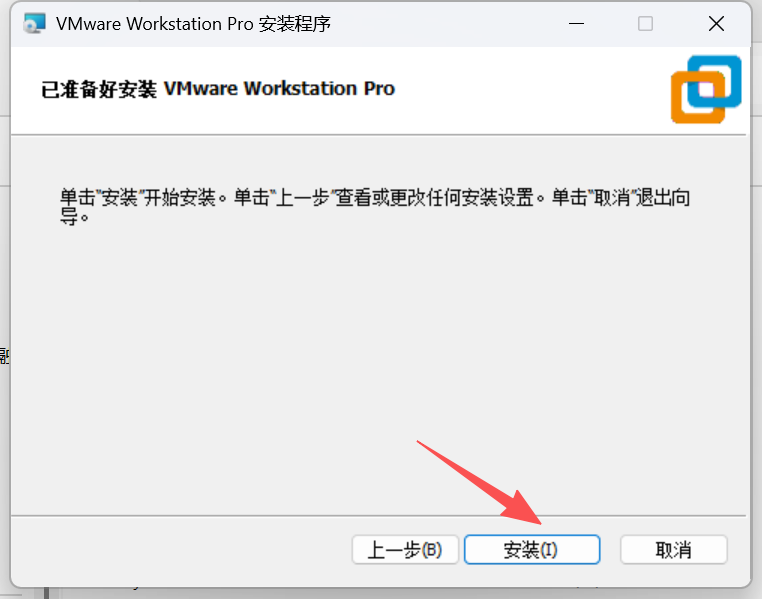 VMware Workstation Pro 安装程序
已准备好安装 VMware Workstation Pro
单击"安装"开始安装。单击"上一步"查看或更改任何安装设置。单击"取消"退出向
导。
上一步(B) 安装(I) 取消